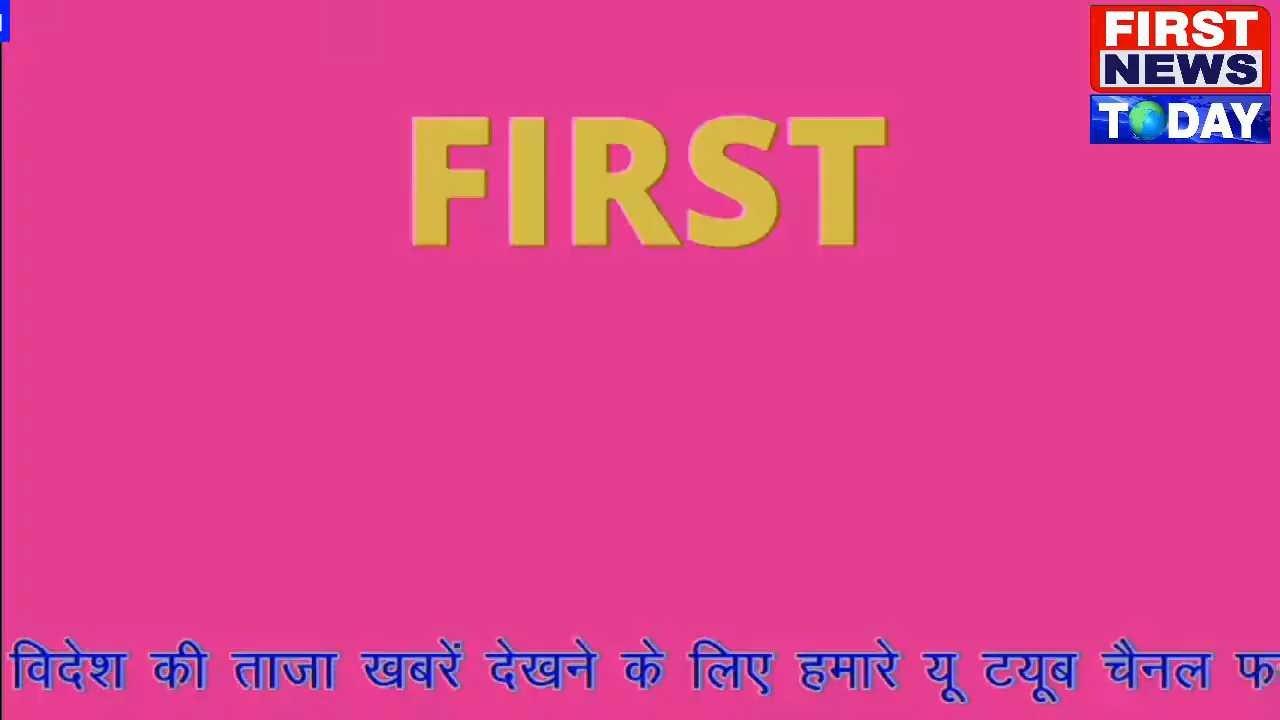 FIRST
NEWS
TODAY
FIRST
विदेश की ताजा खबरें देखने के लिए हमारे यू टयूब चैनल